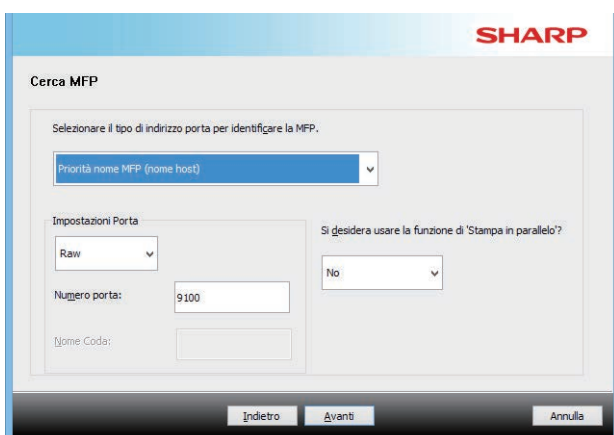 SHARP
Cerca MFP
Selezionare il tipo di indirizzo porta per identificare la MFP.
Priorità nome MFP (nome host)
Impostazioni Porta
Raw
Numero porta:
9100
Nome Coda:
Si desidera usare la funzione di 'Stampa in parallelo'?
No
Indietro
Avanti
Annulla